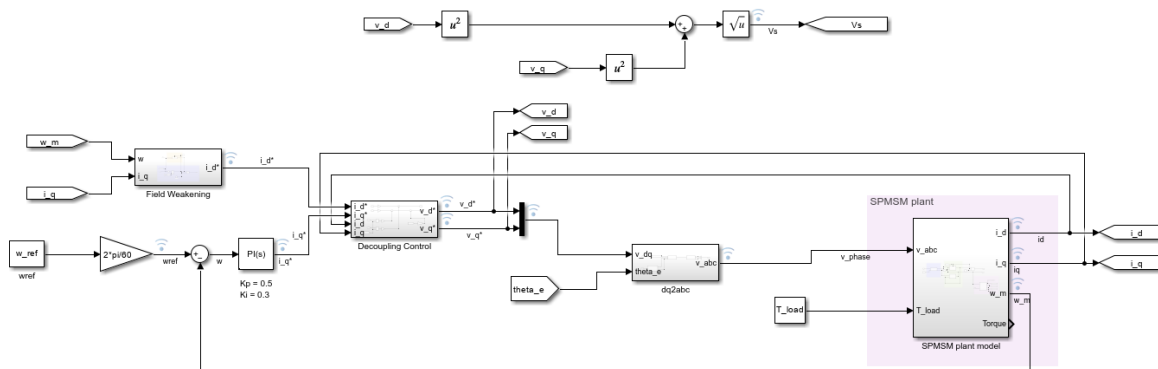 v_d
u²
+
+
√u
Vs
Vs
v_q
u²
v_d
v_q
w_m
i_q
w
i_q
i_d*
Field Weakening
i_d*
i_d*
i_q*
i_d
i_q
v_d*
v_q*
Decoupling Control
v_d*
v_q*
w_ref
wref
2*pi/60
wref
+
−
w
PI(s)
Kp = 0.5
Ki = 0.3
i_q*
i_q*
v_dq
theta_e
v_abc
dq2abc
theta_e
v_phase
T_load
SPMSM plant
v_abc
T_load
i_d
i_q
w_m
Torque
SPMSM plant model
id
iq
w_m
i_d
i_q